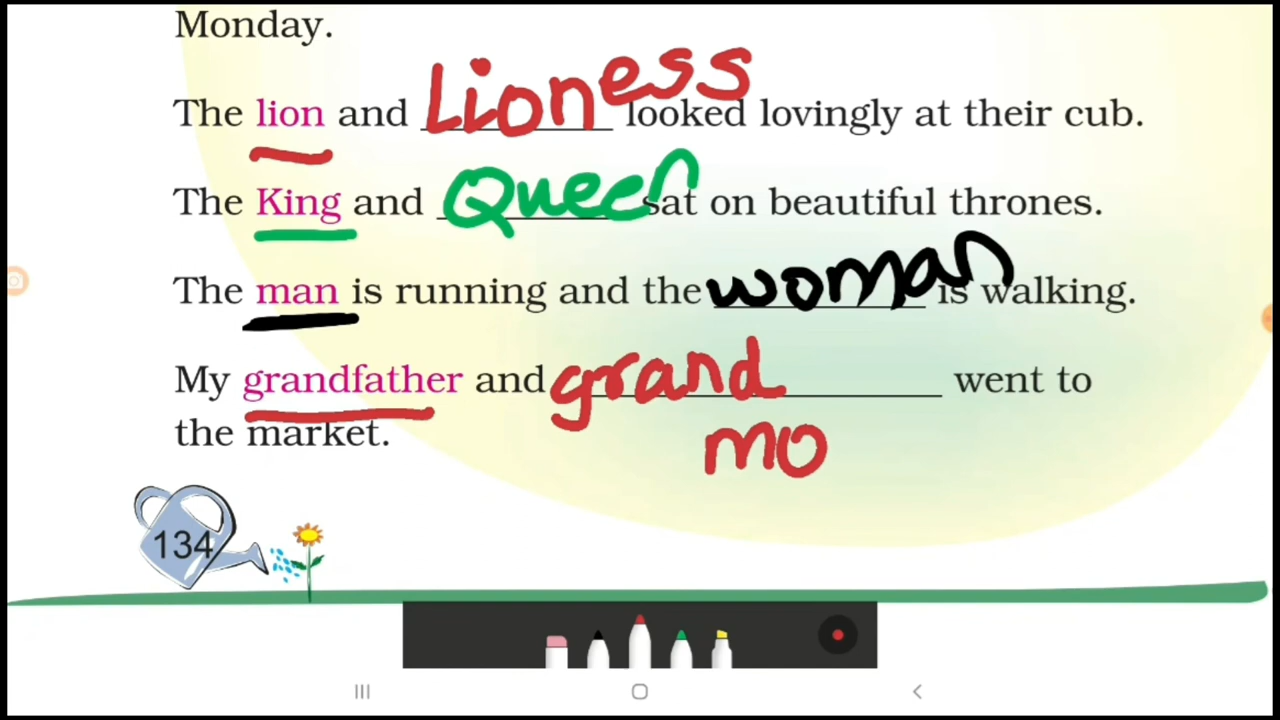 Monday.
The lion and Lioness looked lovingly at their cub.
The King and Queen sat on beautiful thrones.
The man is running and the woman is walking.
My grandfather and grand went to
mo
the market.
134